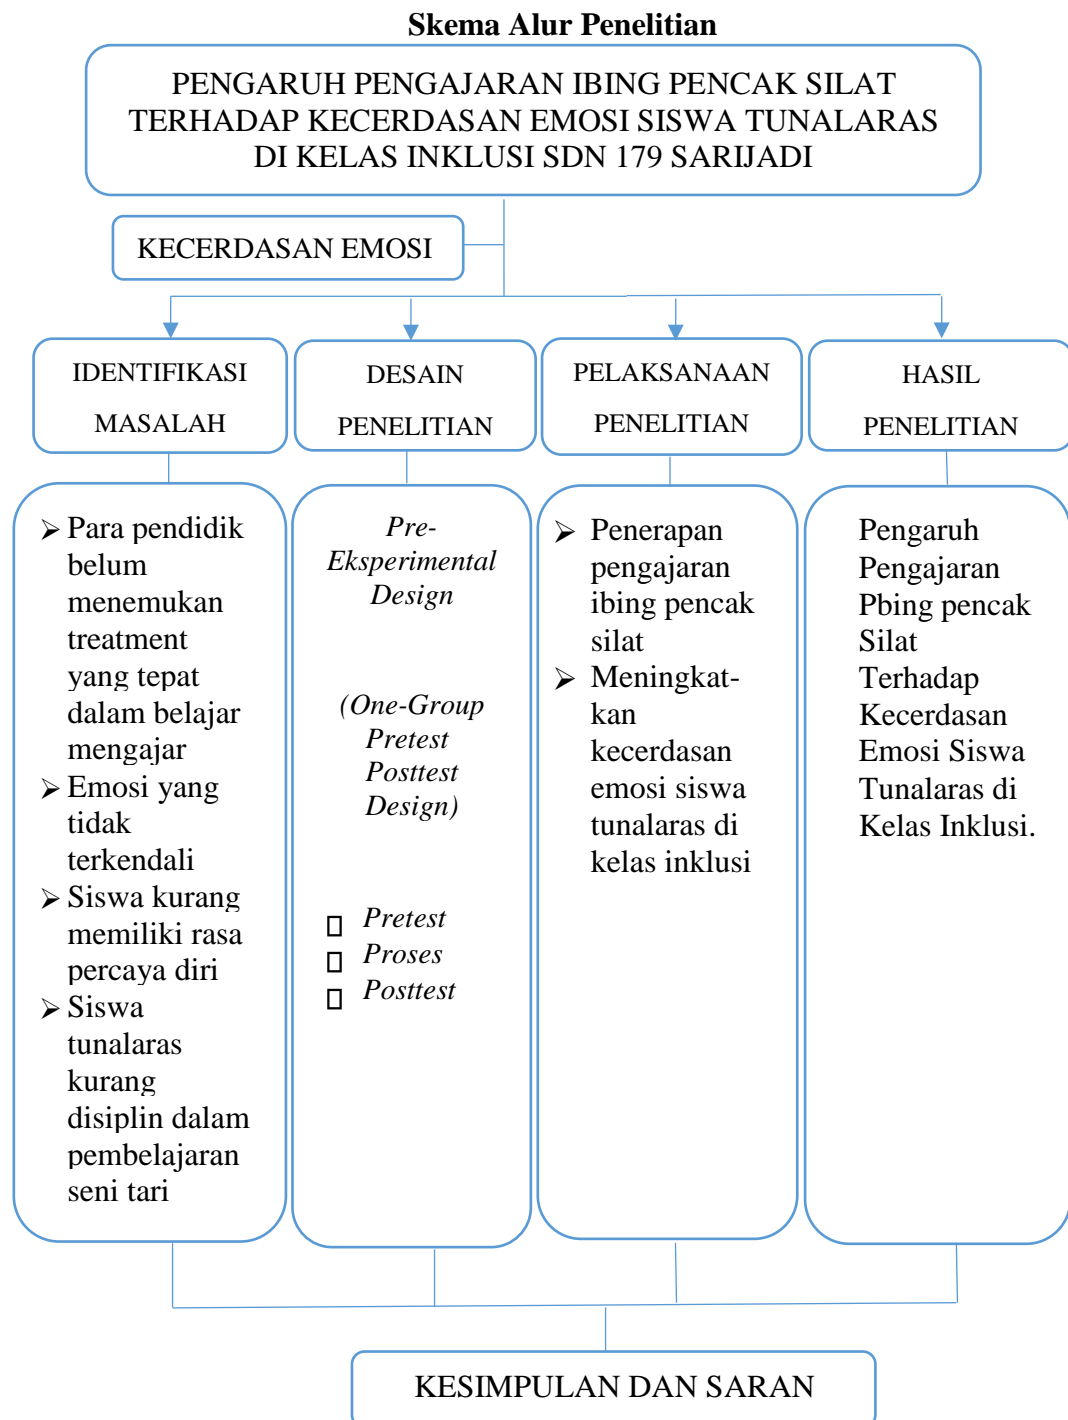 Skema Alur Penelitian
PENGARUH PENGAJARAN IBING PENCAK SILAT
TERHADAP KECERDASAN EMOSI SISWA TUNALARAS
DI KELAS INKLUSI SDN 179 SARIJADI
KECERDASAN EMOSI
IDENTIFIKASI
MASALAH
DESAIN
PENELITIAN
PELAKSANAAN
PENELITIAN
HASIL
PENELITIAN
➢ Para pendidik
belum
menemukan
treatment
yang tepat
dalam belajar
mengajar
➢ Emosi yang
tidak
terkendali
➢ Siswa kurang
memiliki rasa
percaya diri
➢ Siswa
tunalaras
kurang
disiplin dalam
pembelajaran
seni tari
Pre-
Eksperimental
Design
(One-Group
Pretest
Posttest
Design)
Pretest
Proses
Posttest
➢ Penerapan
pengajaran
ibing pencak
silat
➢ Meningkat-
kan
kecerdasan
emosi siswa
tunalaras di
kelas inklusi
Pengaruh
Pengajaran
Pbing pencak
Silat
Terhadap
Kecerdasan
Emosi Siswa
Tunalaras di
Kelas Inklusi.
KESIMPULAN DAN SARAN